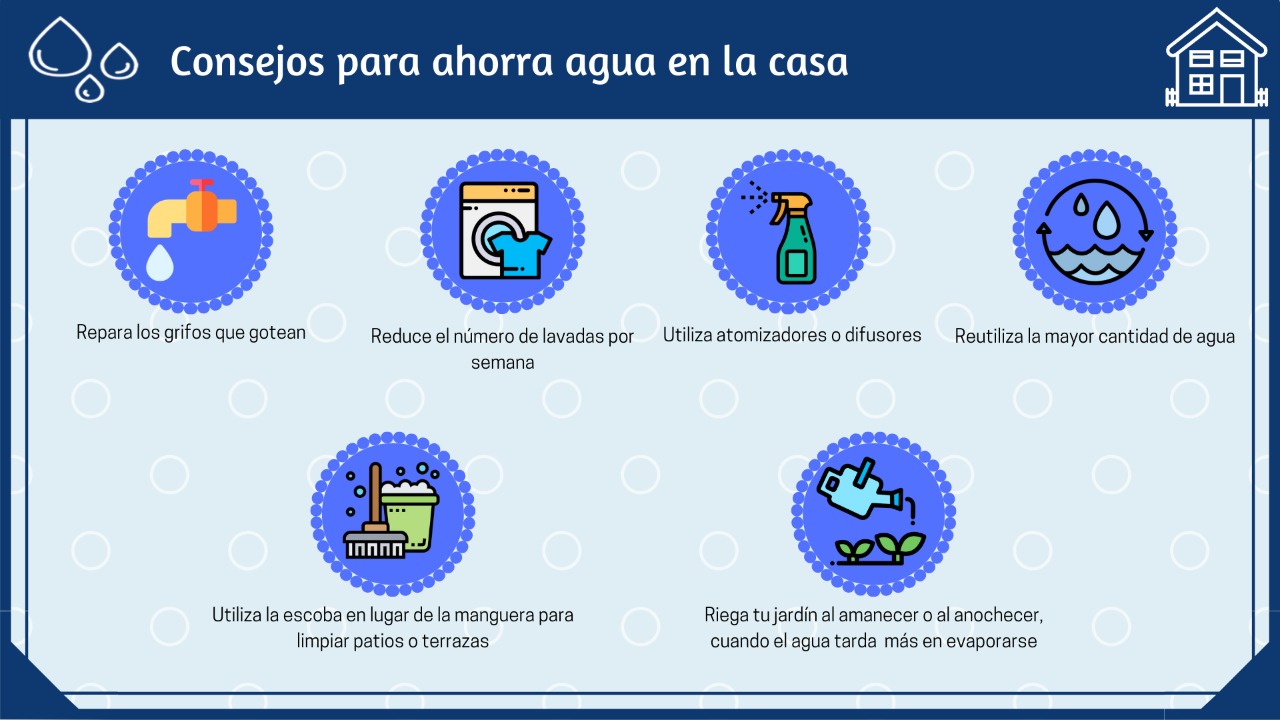 Consejos para ahorra agua en la casa
Repara los grifos que gotean
Reduce el número de lavadas por
semana
Utiliza atomizadores o difusores
Reutiliza la mayor cantidad de agua
Utiliza la escoba en lugar de la manguera para
limpiar patios o terrazas
Riega tu jardín al amanecer o al anochecer,
cuando el agua tarda  más en evaporarse